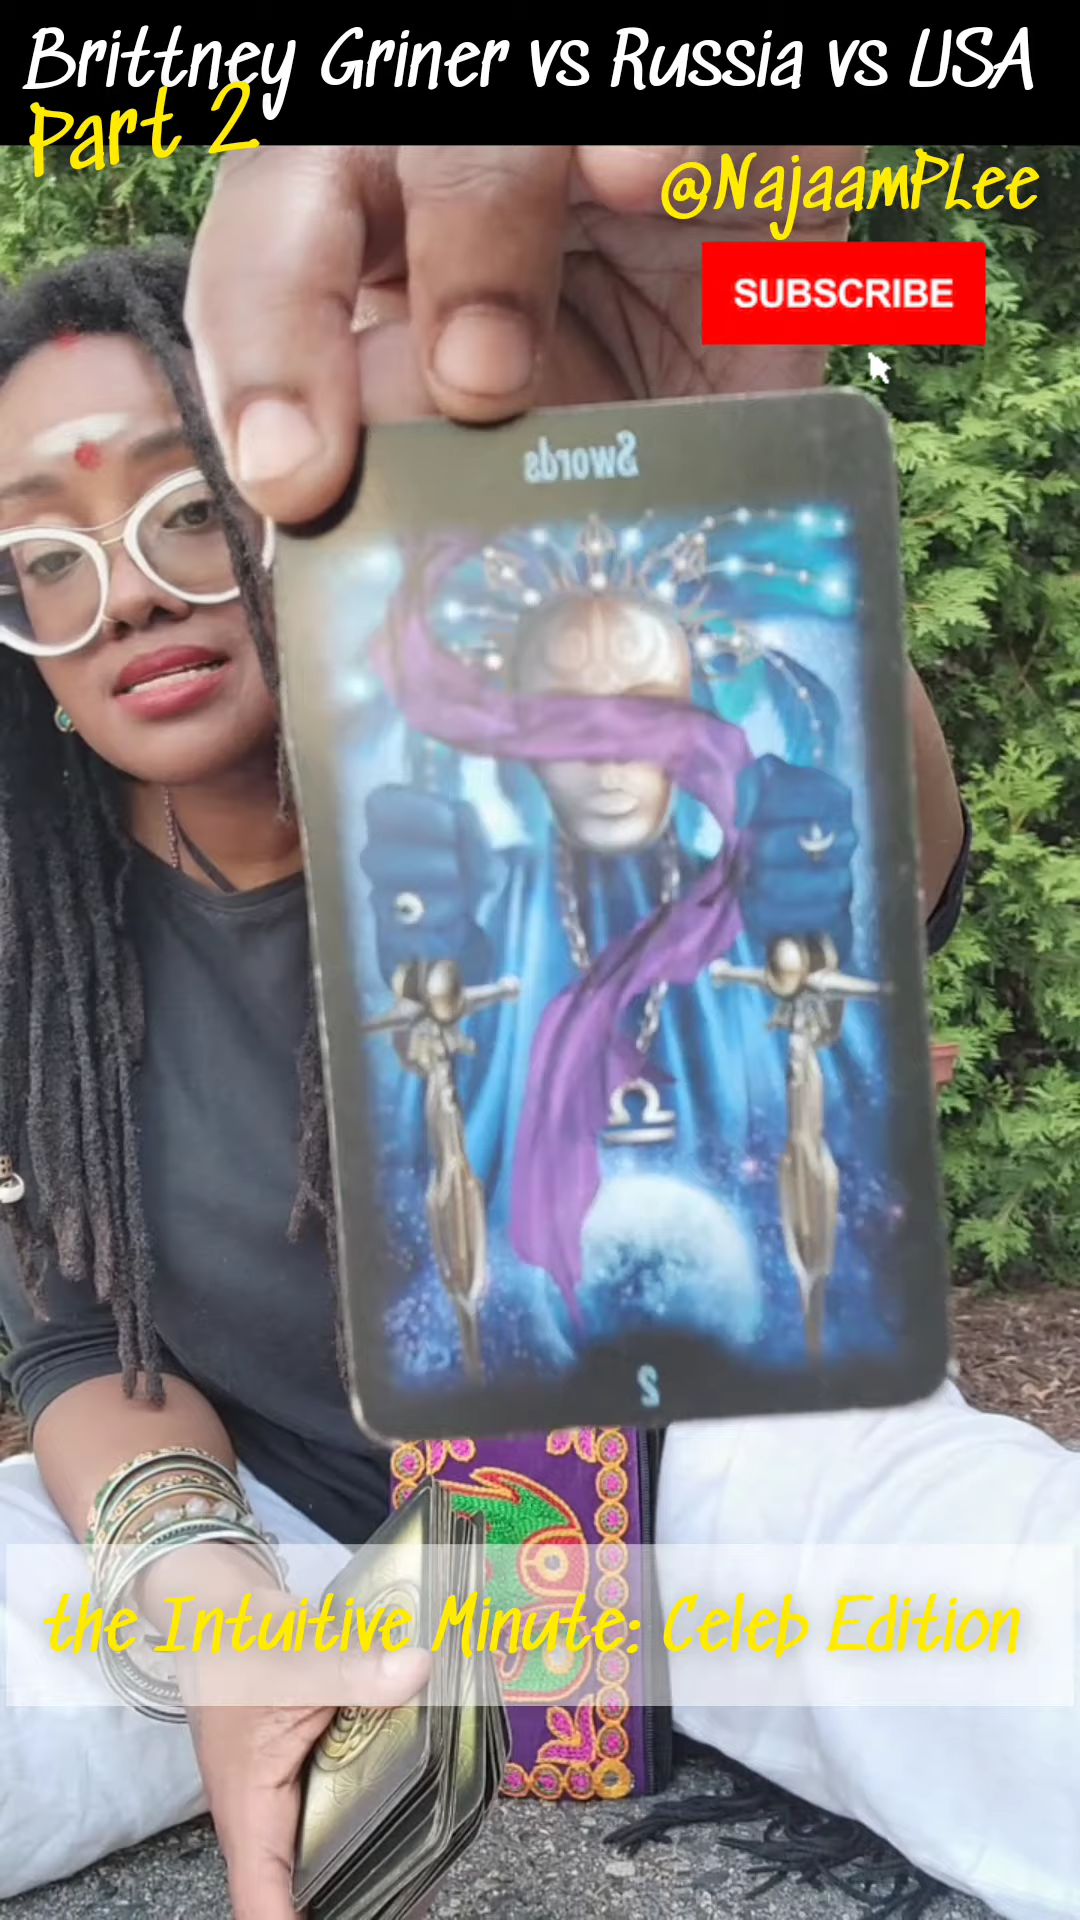 Brittney Griner vs Russia vs USA
Part 2
@NajaamPLee
SUBSCRIBE
Swords
2
the Intuitive Minute: Celeb Edition